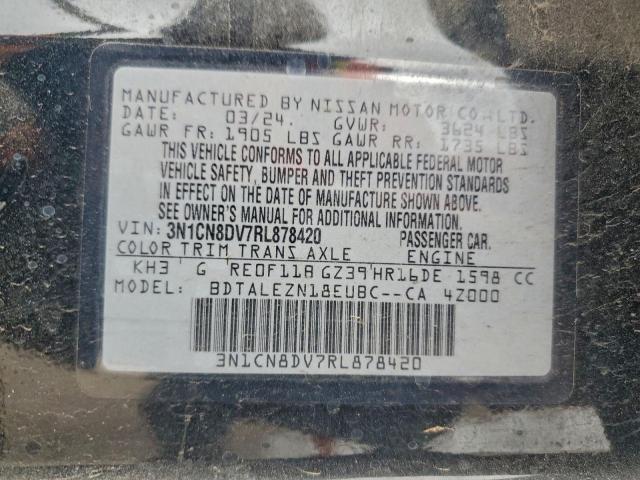 MANUFACTURED BY NISSAN MOTOR CO.,LTD.
DATE: 03/24. GVWR: 3624 LBS
GAWR FR: 1905 LBS GAWR RR: 1735 LBS
THIS VEHICLE CONFORMS TO ALL APPLICABLE FEDERAL MOTOR
VEHICLE SAFETY, BUMPER AND THEFT PREVENTION STANDARDS
IN EFFECT ON THE DATE OF MANUFACTURE SHOWN ABOVE.
SEE OWNER'S MANUAL FOR ADDITIONAL INFORMATION.
VIN: 3N1CN8DV7RL878420 PASSENGER CAR.
COLOR TRIM TRANS AXLE ENGINE
KH3 G RE0F11A GZ39 HR16DE 1598 CC
MODEL: BDTALEZN18EUBC--CA 4Z000
3N1CN8DV7RL878420